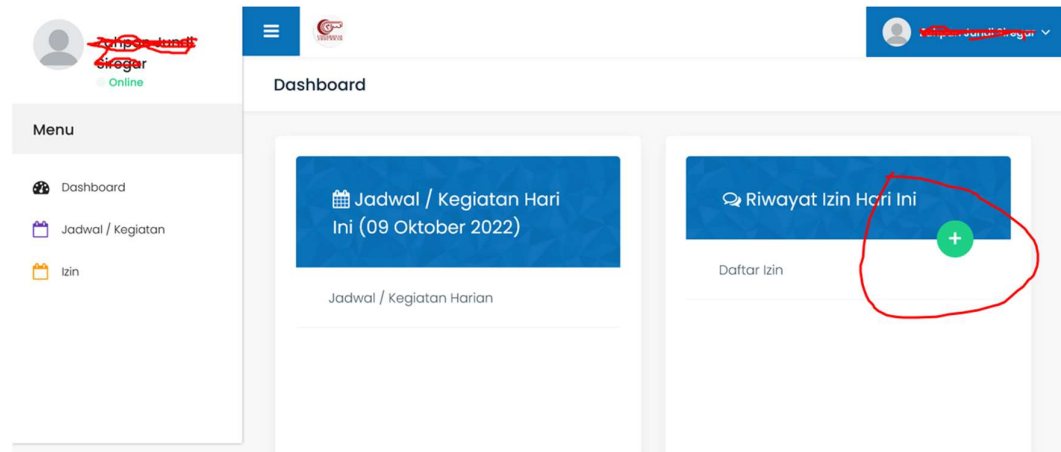 Online
Menu
Dashboard
Jadwal / Kegiatan
Izin
Dashboard
Jadwal / Kegiatan Hari
Ini (09 Oktober 2022)
Jadwal / Kegiatan Harian
Riwayat Izin Hari Ini
+
Daftar Izin